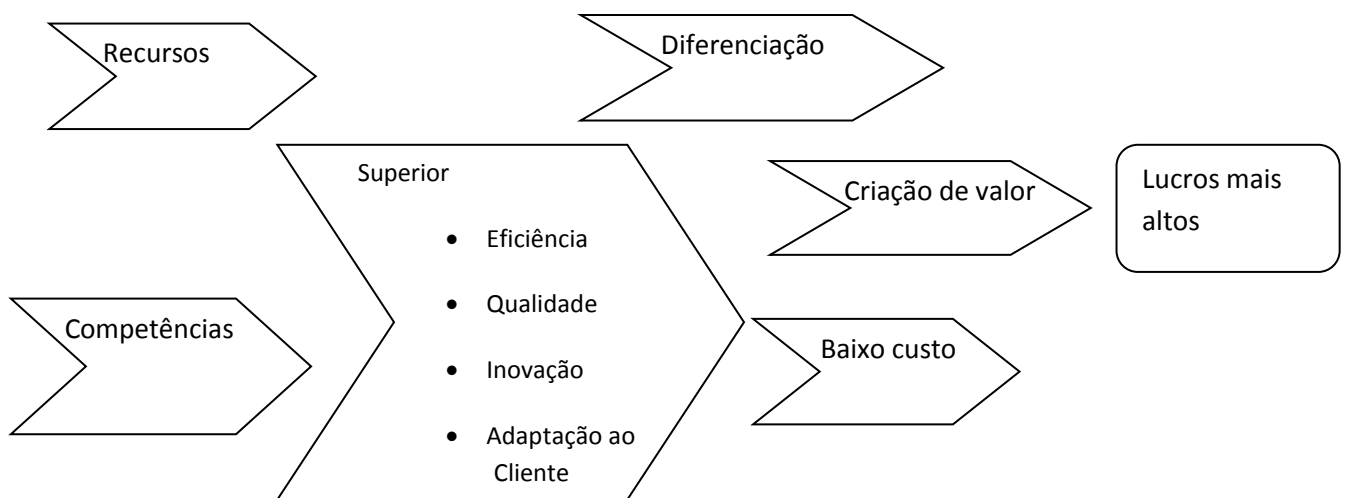 Recursos
Diferenciação
Superior
• Eficiência
• Qualidade
• Inovação
• Adaptação ao
Cliente
Competências
Criação de valor
Lucros mais
altos
Baixo custo